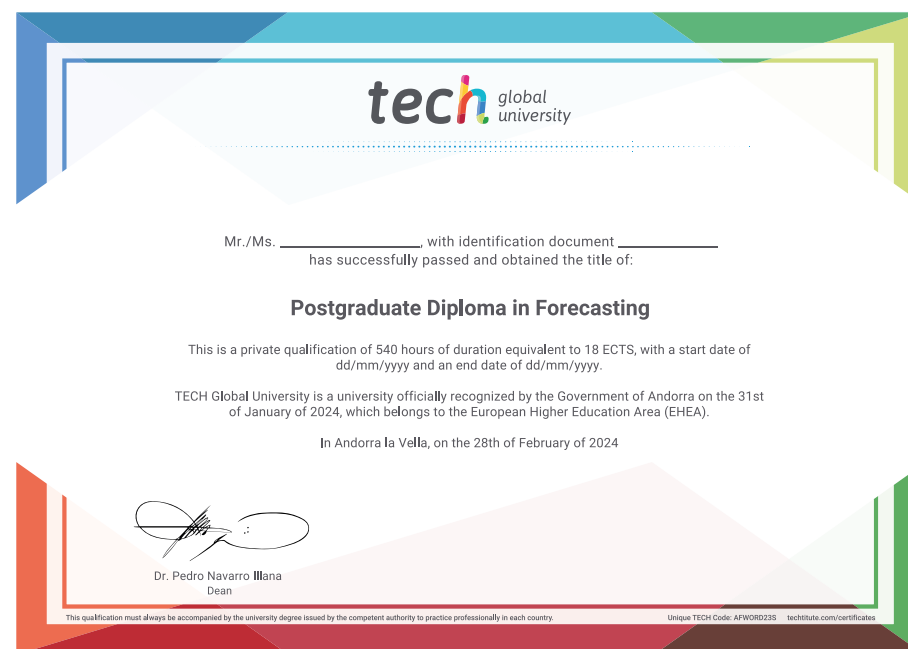 tech global university
Mr./Ms. ____________________, with identification document ______________
has successfully passed and obtained the title of:
Postgraduate Diploma in Forecasting
This is a private qualification of 540 hours of duration equivalent to 18 ECTS, with a start date of
dd/mm/yyyy and an end date of dd/mm/yyyy.
TECH Global University is a university officially recognized by the Government of Andorra on the 31st
of January of 2024, which belongs to the European Higher Education Area (EHEA).
In Andorra la Vella, on the 28th of February of 2024
Dr. Pedro Navarro Illana
Dean
This qualification must always be accompanied by the university degree issued by the competent authority to practice professionally in each country.
Unique TECH Code: AFWORD23S techtitute.com/certificates